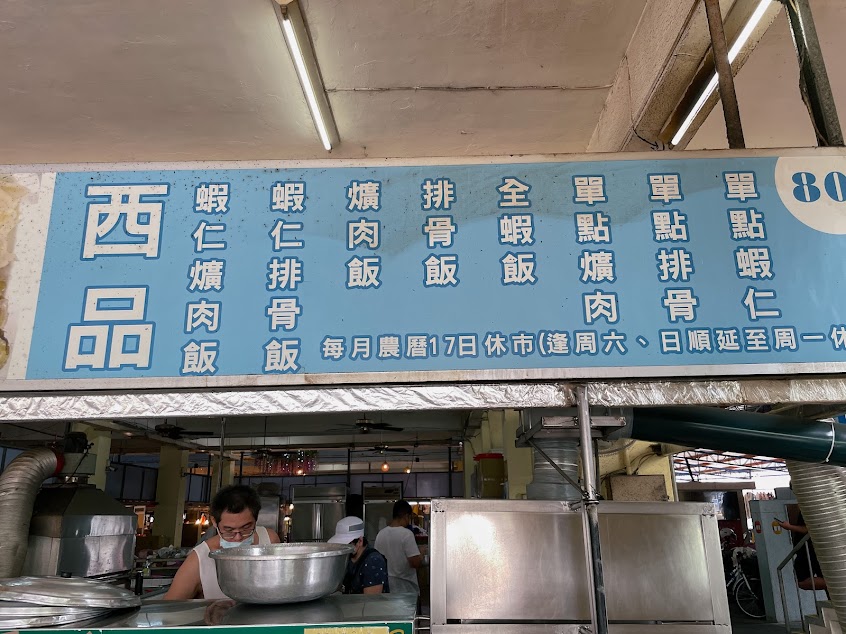 西品
蝦仁爌肉飯
蝦仁排骨飯
爌肉飯
排骨飯
全蝦飯
單點爌肉
單點排骨
單點蝦仁
80
每月農曆17日休市(逢周六、日順延至周一休